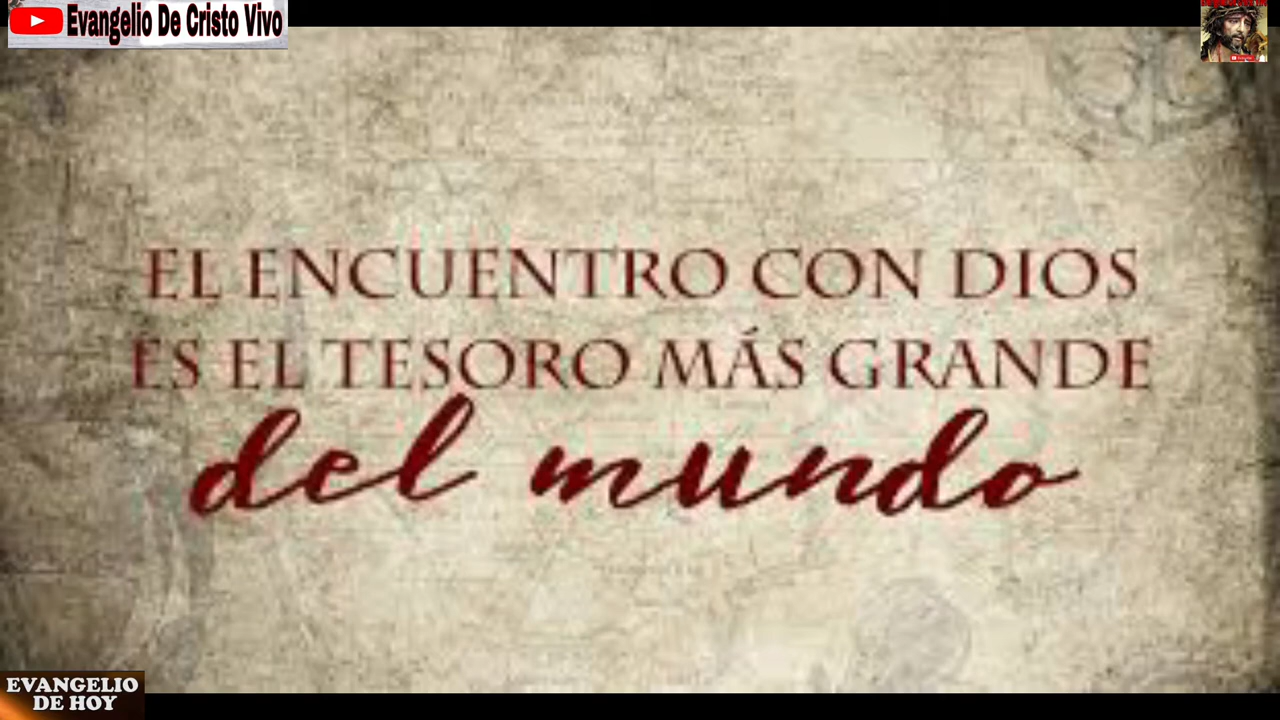 Evangelio De Cristo Vivo
EL ENCUENTRO CON DIOS
ES EL TESORO MÁS GRANDE
del mundo
EVANGELIO
DE HOY